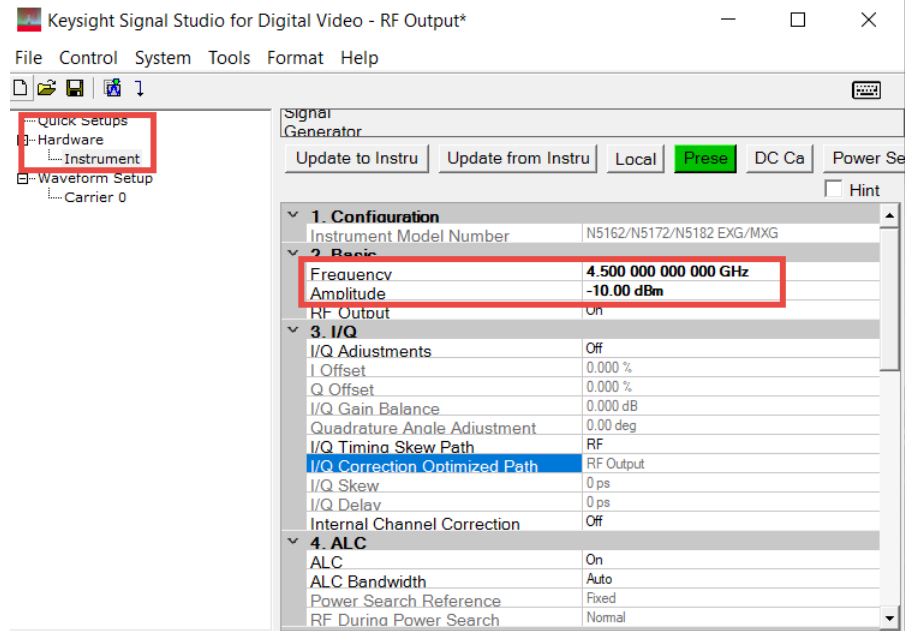 Keysight Signal Studio for Digital Video - RF Output*
File Control System Tools Format Help
Quick Setups
Hardware
Instrument
Waveform Setup
Carrier 0
Signal
Generator
Update to Instru Update from Instru Local Prese DC Ca Power Se
Hint
1. Configuration
Instrument Model Number N5162/N5172/N5182 EXG/MXG
2. Basic
Frequency 4.500 000 000 000 GHz
Amplitude -10.00 dBm
RF Output On
3. I/Q
I/Q Adjustments Off
I Offset 0.000 %
Q Offset 0.000 %
I/Q Gain Balance 0.000 dB
Quadrature Angle Adjustment 0.00 deg
I/Q Timing Skew Path RF
I/Q Correction Optimized Path RF Output
I/Q Skew 0 ps
I/Q Delay 0 ps
Internal Channel Correction Off
4. ALC
ALC On
ALC Bandwidth Auto
Power Search Reference Fixed
RF During Power Search Normal